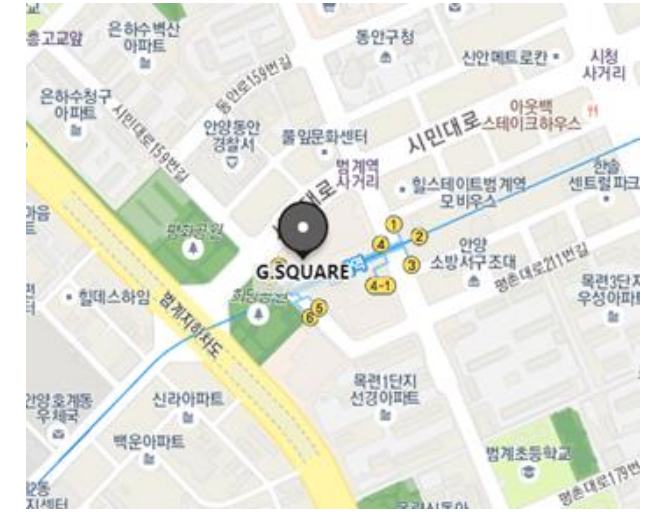 은하수벽산
아파트
흥고교앞
동안구청
동안로159번길
신안메트로칸
시청
사거리
은하수청구
아파트
시민대로159번길
안양동안
경찰서
풀잎문화센터
시민대로
아웃백
스테이크하우스
범계역
사거리
힐스테이트범계역
모비우스
한솔
센트럴파크
평화공원
1
2
3
4
4-1
안양
소방서구조대
평촌대로211번길
G.SQUARE
희망공원
5
6
힐데스하임
범계지하차도
목련3단지
우성아파트
목련1단지
선경아파트
신라아파트
안양호계동
우체국
백운아파트
범계초등학교
평촌대로179번